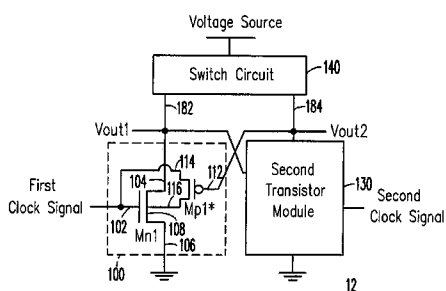 Voltage Source
Switch Circuit
140
182
184
Vout1
Vout2
114
112
104
116
First
Clock Signal
102
108
Mp1*
Mn1
106
100
Second
Transistor
Module
130
Second
Clock Signal
12